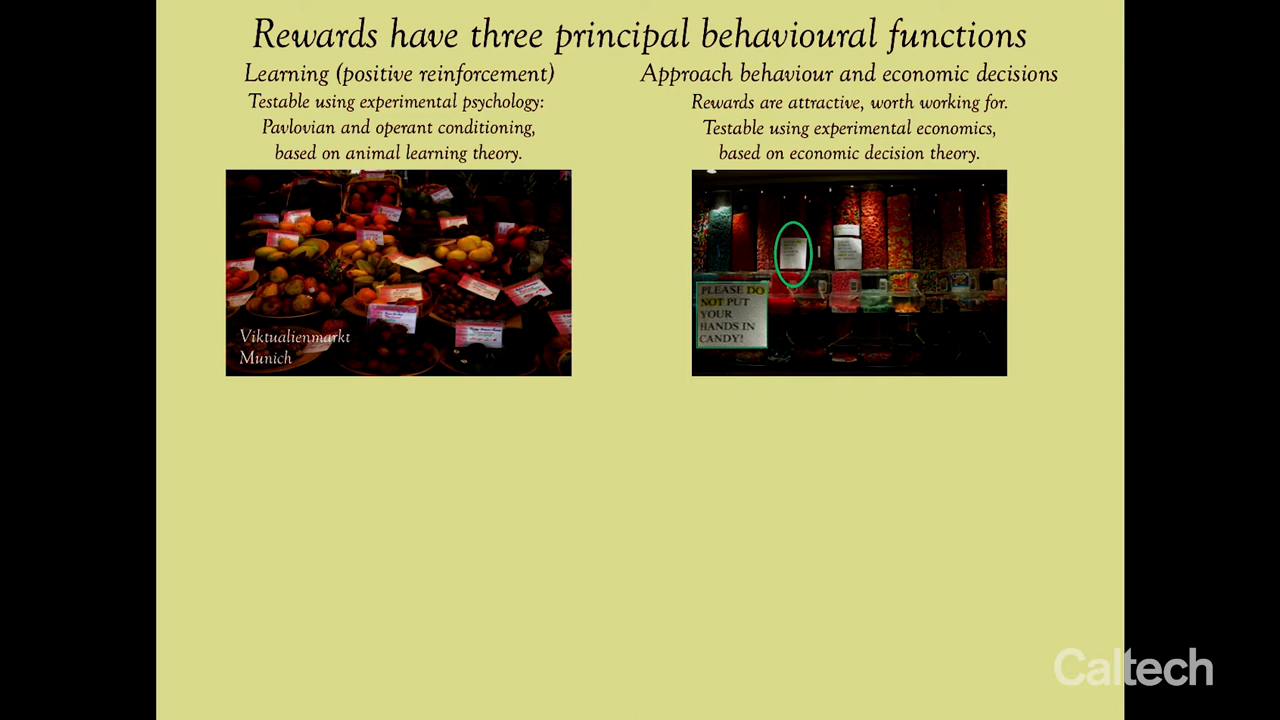 Rewards have three principal behavioural functions
Learning (positive reinforcement)
Testable using experimental psychology:
Pavlovian and operant conditioning,
based on animal learning theory.
Viktualienmarkt
Munich
Approach behaviour and economic decisions
Rewards are attractive, worth working for.
Testable using experimental economics,
based on economic decision theory.
PLEASE DO
NOT PUT
YOUR
HANDS IN
CANDY!
Caltech